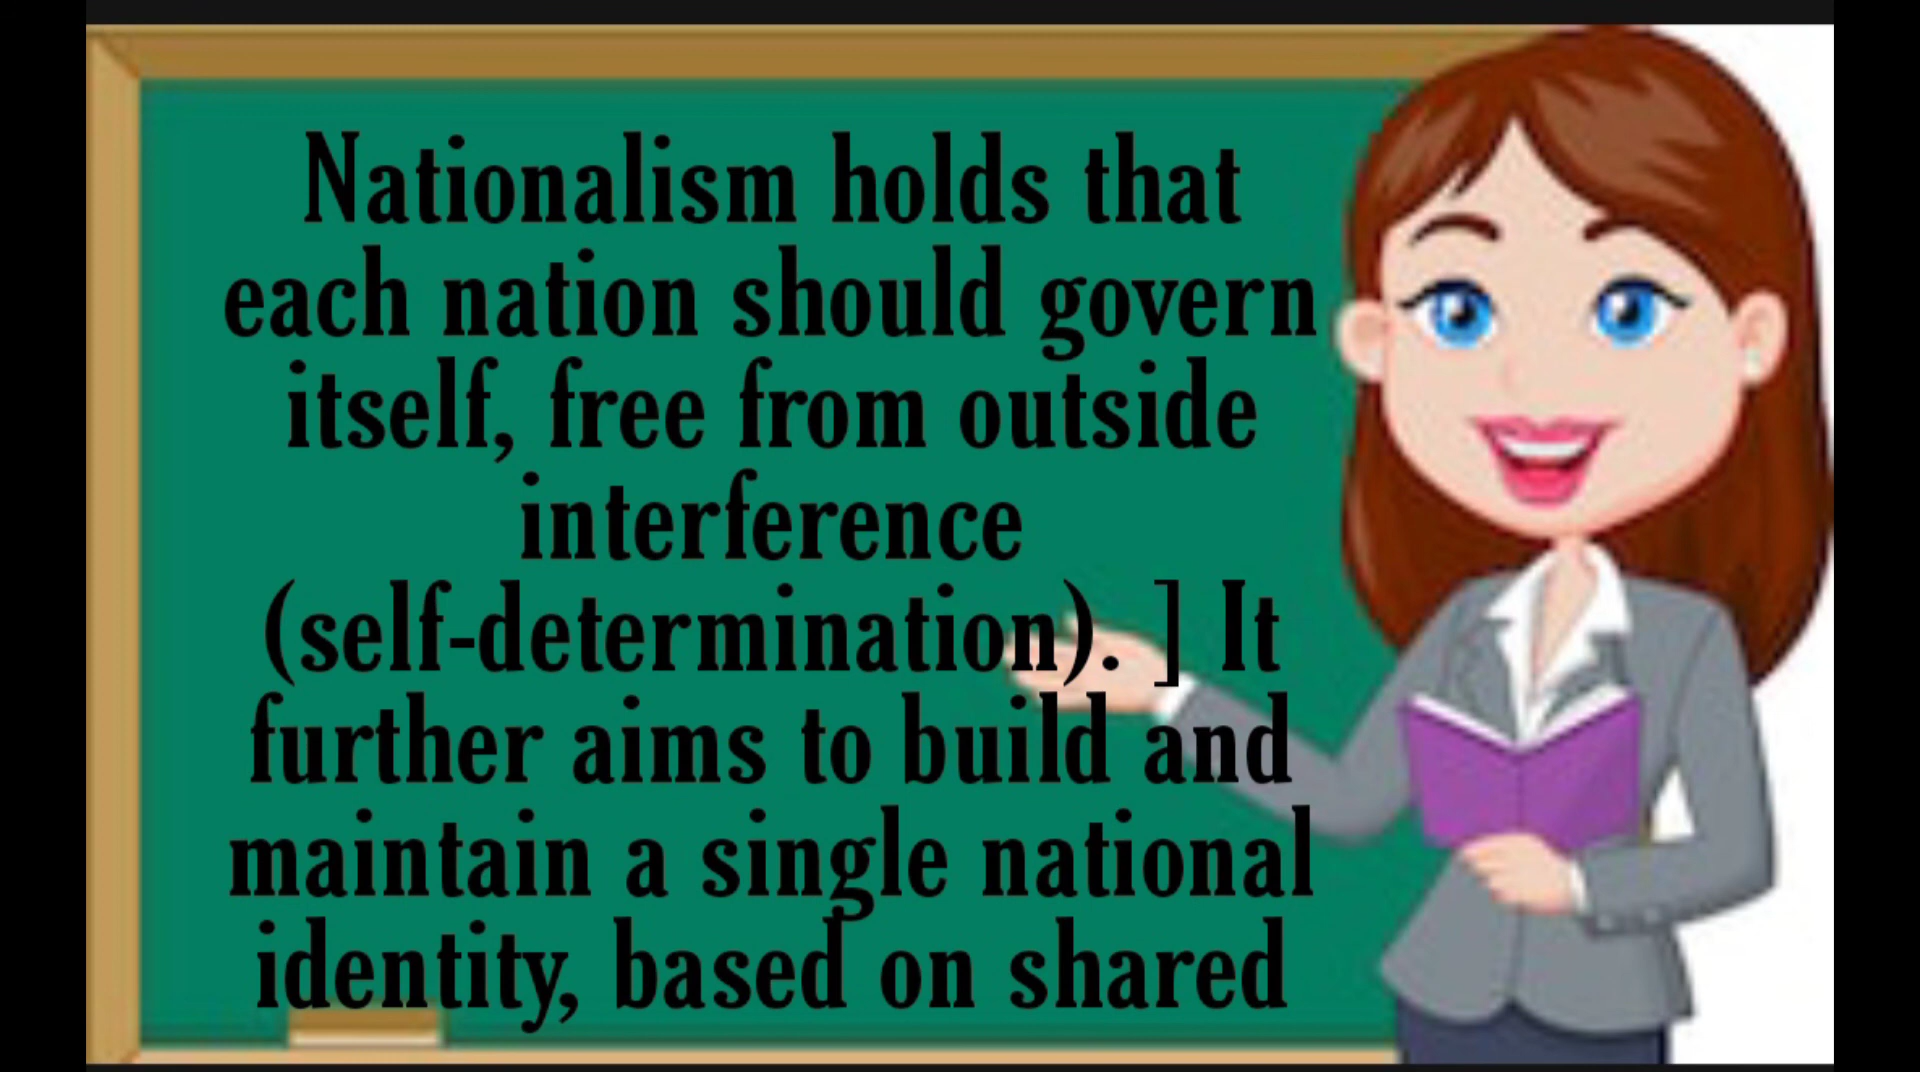 Nationalism holds that
each nation should govern
itself, free from outside
interference
(self-determination). ] It
further aims to build and
maintain a single national
identity, based on shared